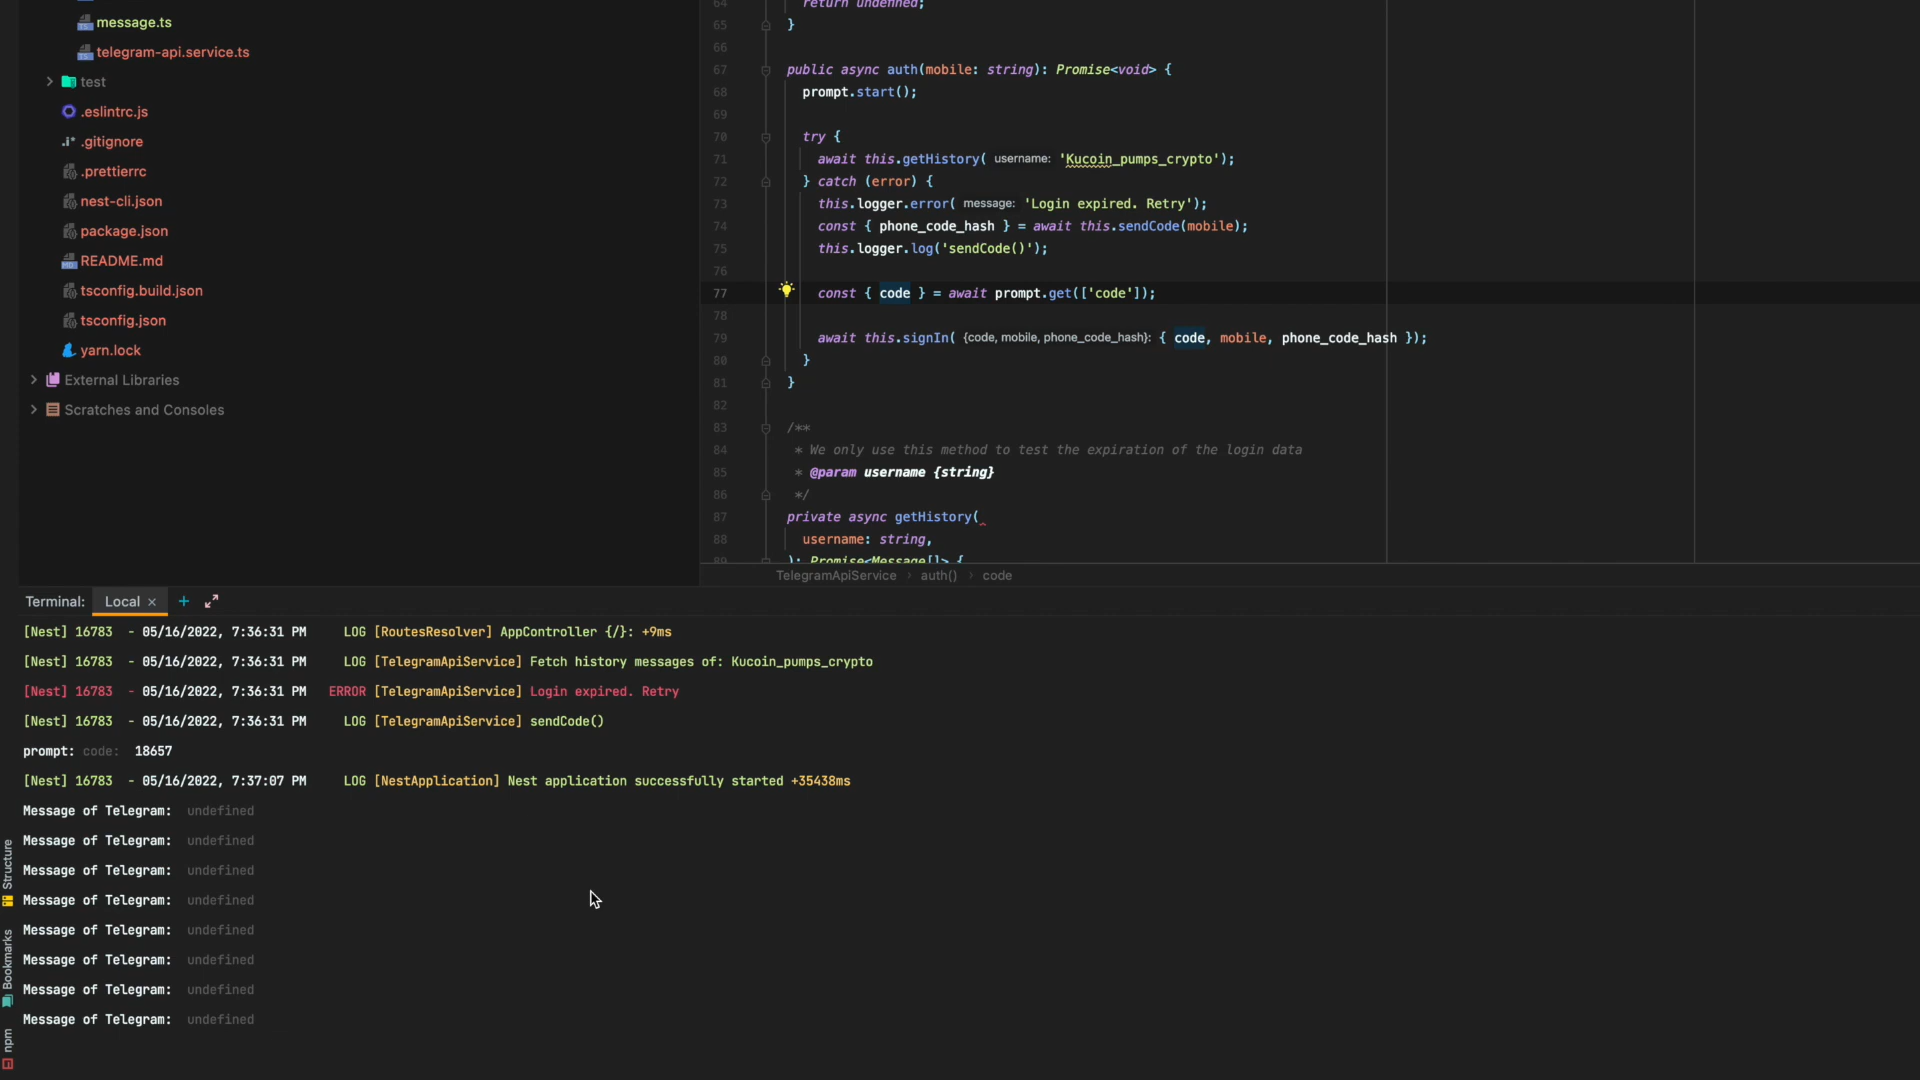 message.ts
telegram-api.service.ts
test
.eslintrc.js
.gitignore
.prettierrc
nest-cli.json
package.json
README.md
tsconfig.build.json
tsconfig.json
yarn.lock
External Libraries
Scratches and Consoles
64 return undefined;
65 }
66
67 public async auth(mobile: string): Promise<void> {
68 prompt.start();
69
70 try {
71 await this.getHistory( username: 'Kucoin_pumps_crypto');
72 } catch (error) {
73 this.logger.error( message: 'Login expired. Retry');
74 const { phone_code_hash } = await this.sendCode(mobile);
75 this.logger.log('sendCode()');
76
77 const { code } = await prompt.get(['code']);
78
79 await this.signIn( {code, mobile, phone_code_hash}: { code, mobile, phone_code_hash });
80 }
81 }
82
83 /**
84 * We only use this method to test the expiration of the login data
85 * @param username {string}
86 */
87 private async getHistory(
88 username: string,
89 ): Promise<Message[]> {
TelegramApiService › auth() › code
Terminal: Local × +
[Nest] 16783 - 05/16/2022, 7:36:31 PM LOG [RoutesResolver] AppController {/}: +9ms
[Nest] 16783 - 05/16/2022, 7:36:31 PM LOG [TelegramApiService] Fetch history messages of: Kucoin_pumps_crypto
[Nest] 16783 - 05/16/2022, 7:36:31 PM ERROR [TelegramApiService] Login expired. Retry
[Nest] 16783 - 05/16/2022, 7:36:31 PM LOG [TelegramApiService] sendCode()
prompt: code: 18657
[Nest] 16783 - 05/16/2022, 7:37:07 PM LOG [NestApplication] Nest application successfully started +35438ms
Message of Telegram: undefined
Message of Telegram: undefined
Message of Telegram: undefined
Message of Telegram: undefined
Message of Telegram: undefined
Message of Telegram: undefined
Message of Telegram: undefined
Message of Telegram: undefined
Structure
Bookmarks
npm